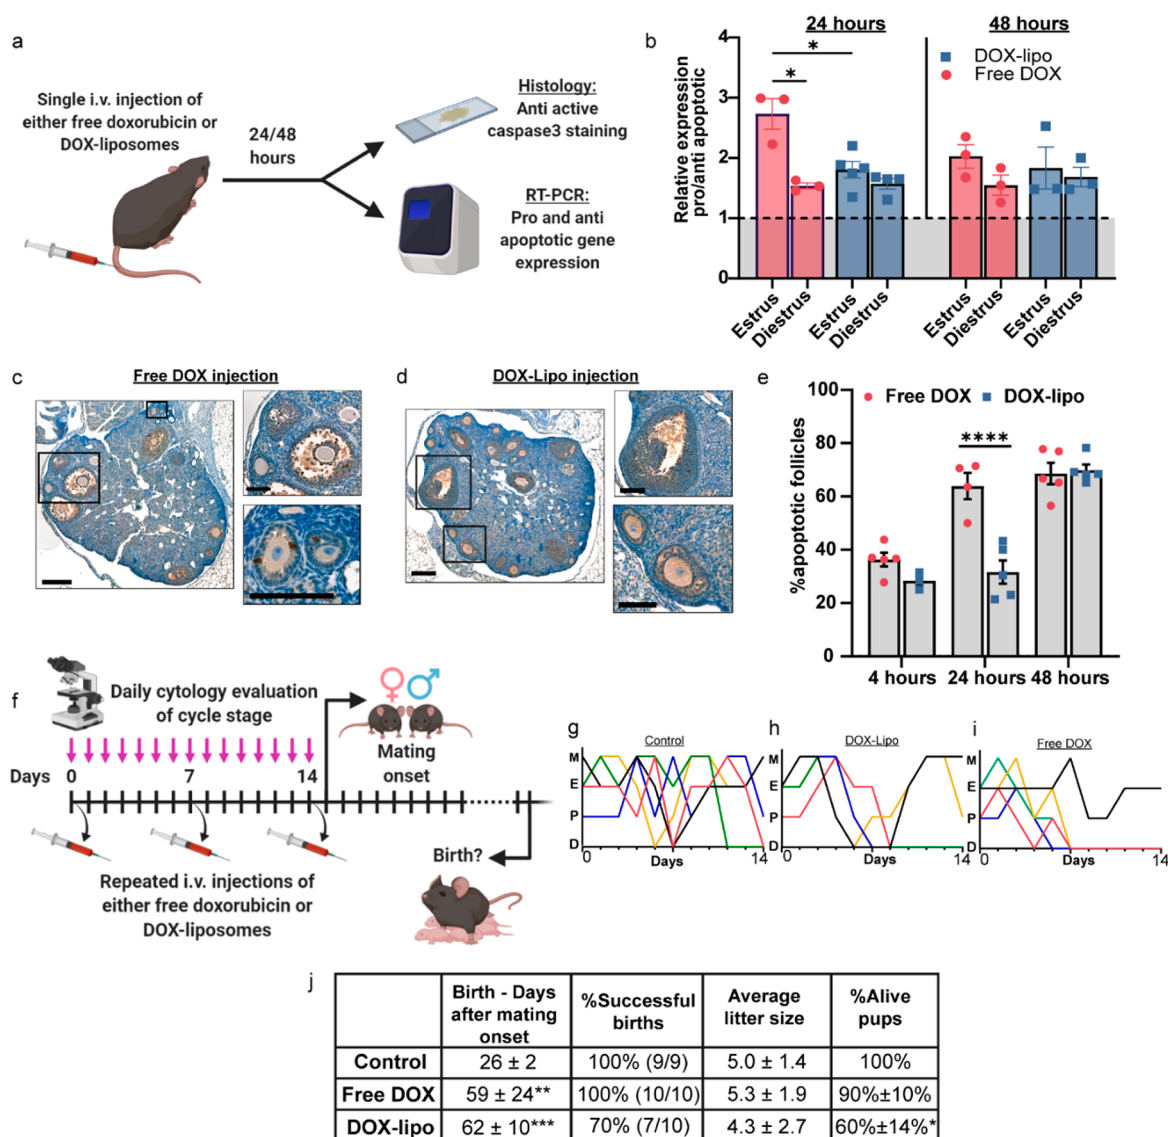 a
Single i.v. injection of
either free doxorubicin or
DOX-liposomes
24/48
hours
Histology:
Anti active
caspase3 staining
RT-PCR:
Pro and anti
apoptotic gene
expression
b
24 hours
48 hours
DOX-lipo
Free DOX
*
*
Relative expression
pro/anti apoptotic
4
3
2
1
0
Estrus
Diestrus
Estrus
Diestrus
Estrus
Diestrus
Estrus
Diestrus
c
Free DOX injection
d
DOX-Lipo injection
e
Free DOX
DOX-lipo
****
%apoptotic follicles
100
80
60
40
20
0
4 hours
24 hours
48 hours
f
Daily cytology evaluation
of cycle stage
Days
0
7
14
Mating
onset
Birth?
Repeated i.v. injections of
either free doxorubicin or
DOX-liposomes
g
Control
M
E
P
D
0
Days
14
h
DOX-Lipo
M
E
P
D
0
Days
14
i
Free DOX
M
E
P
D
0
Days
14
j
Birth - Days
after mating
onset
%Successful
births
Average
litter size
%Alive
pups
Control 26 ± 2 100% (9/9) 5.0 ± 1.4 100%
Free DOX 59 ± 24** 100% (10/10) 5.3 ± 1.9 90%±10%
DOX-lipo 62 ± 10*** 70% (7/10) 4.3 ± 2.7 60%±14%*